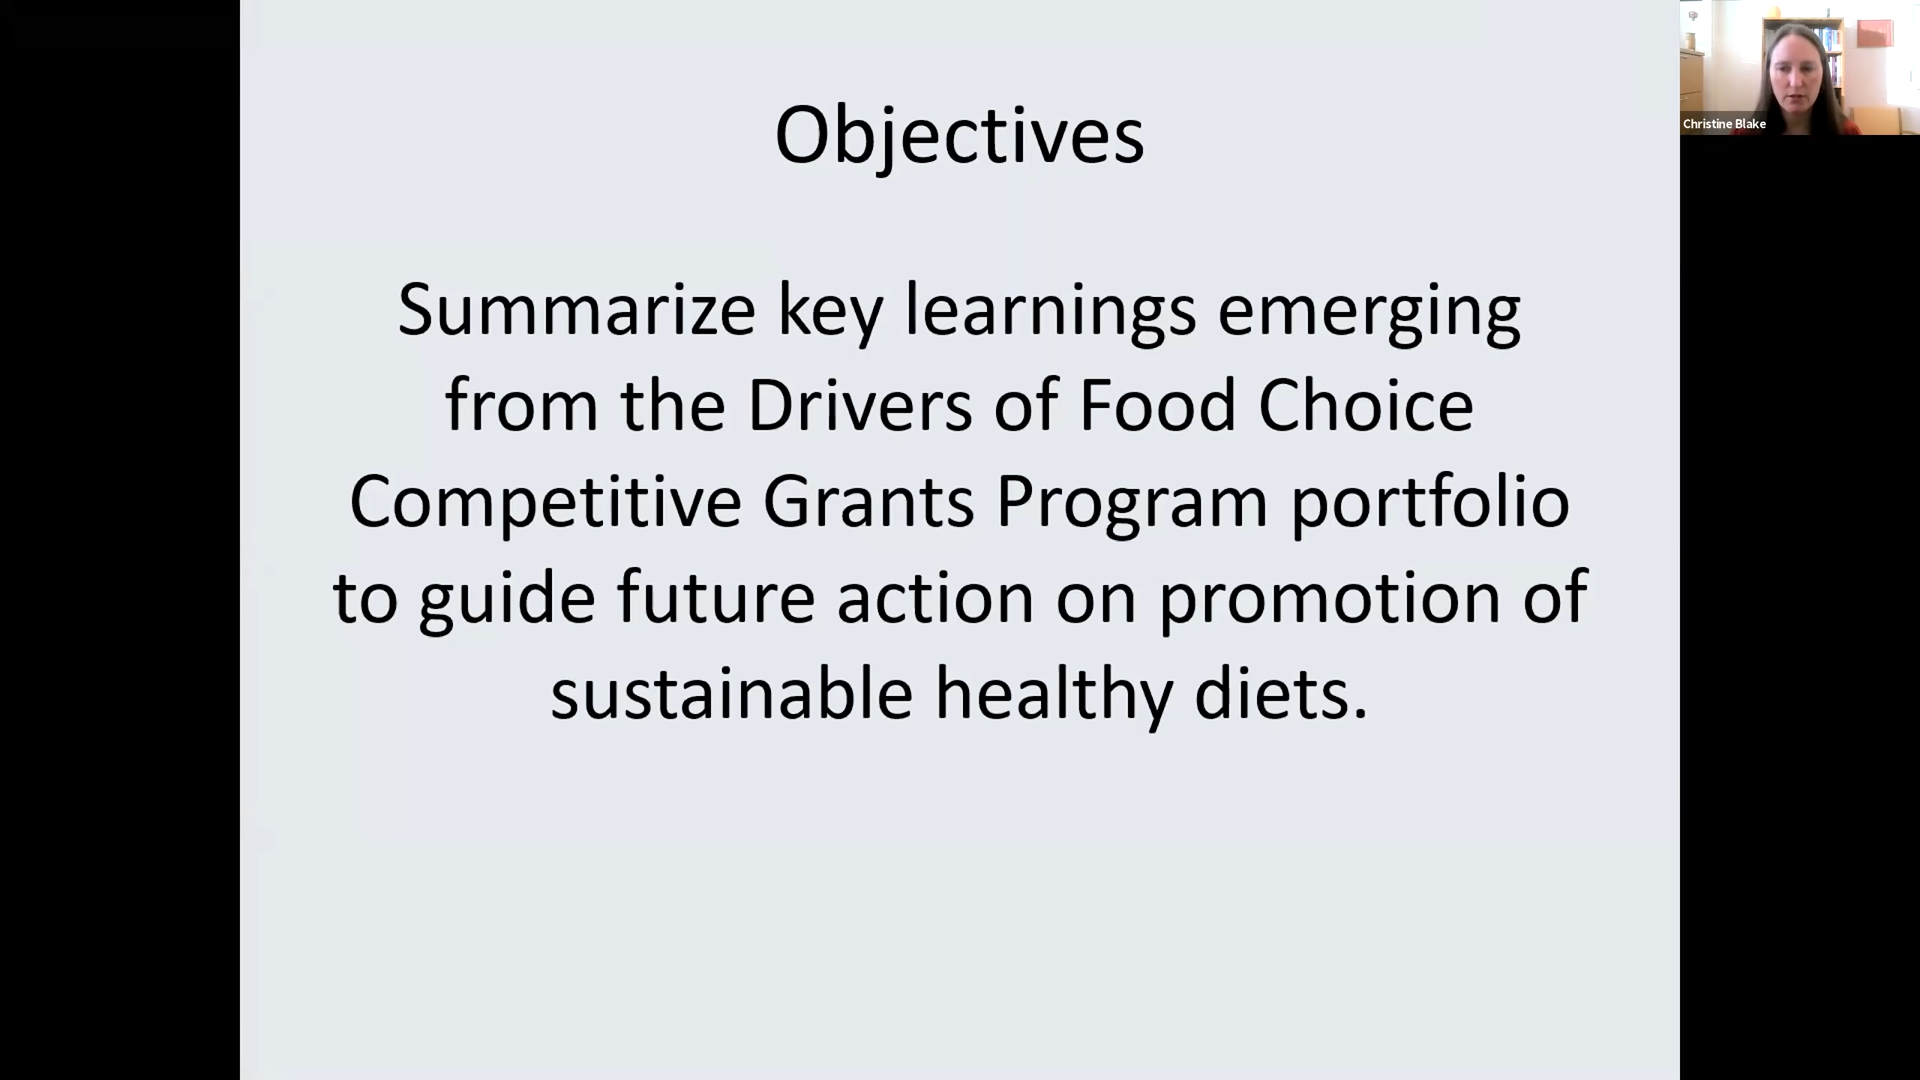 Objectives
Summarize key learnings emerging
from the Drivers of Food Choice
Competitive Grants Program portfolio
to guide future action on promotion of
sustainable healthy diets.
Christine Blake